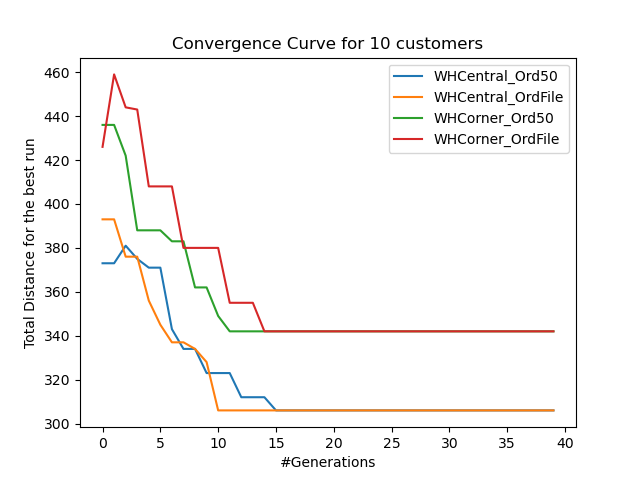 Convergence Curve for 10 customers
WHCentral_Ord50
WHCentral_OrdFile
WHCorner_Ord50
WHCorner_OrdFile
Total Distance for the best run
460
440
420
400
380
360
340
320
300
0 5 10 15 20 25 30 35 40
#Generations